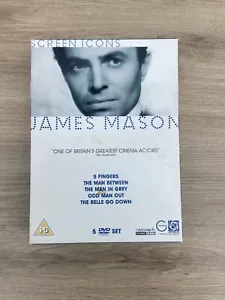 SCREEN ICONS
JAMES MASON
"ONE OF BRITAIN'S GREATEST CINEMA ACTORS"
5 FINGERS
THE MAN BETWEEN
THE MAN IN GREY
ODD MAN OUT
THE BELLS GO DOWN
PG
5 DVD SET
network